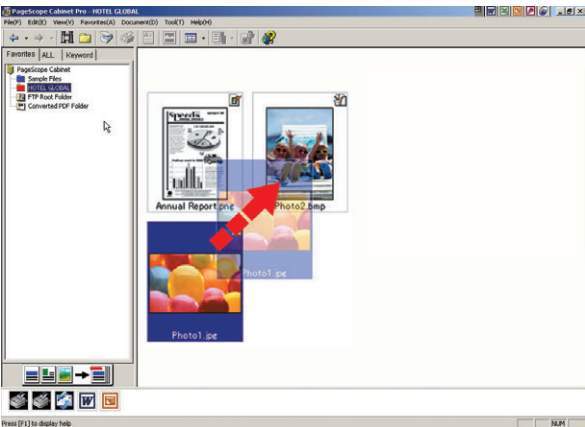 PageScope Cabinet Pro - HOTEL GLOBAL
File(F) Edit(E) View(V) Favorites(A) Document(D) Tool(T) Help(H)
Favorites ALL Keyword
PageScope Cabinet
Sample Files
HOTEL GLOBAL
FTP Root Folder
Converted PDF Folder
Speeds
Annual Report.png
Photo2.bmp
Photo1.jpg
Photo1.jpg
W
Press [F1] to display help
NUM